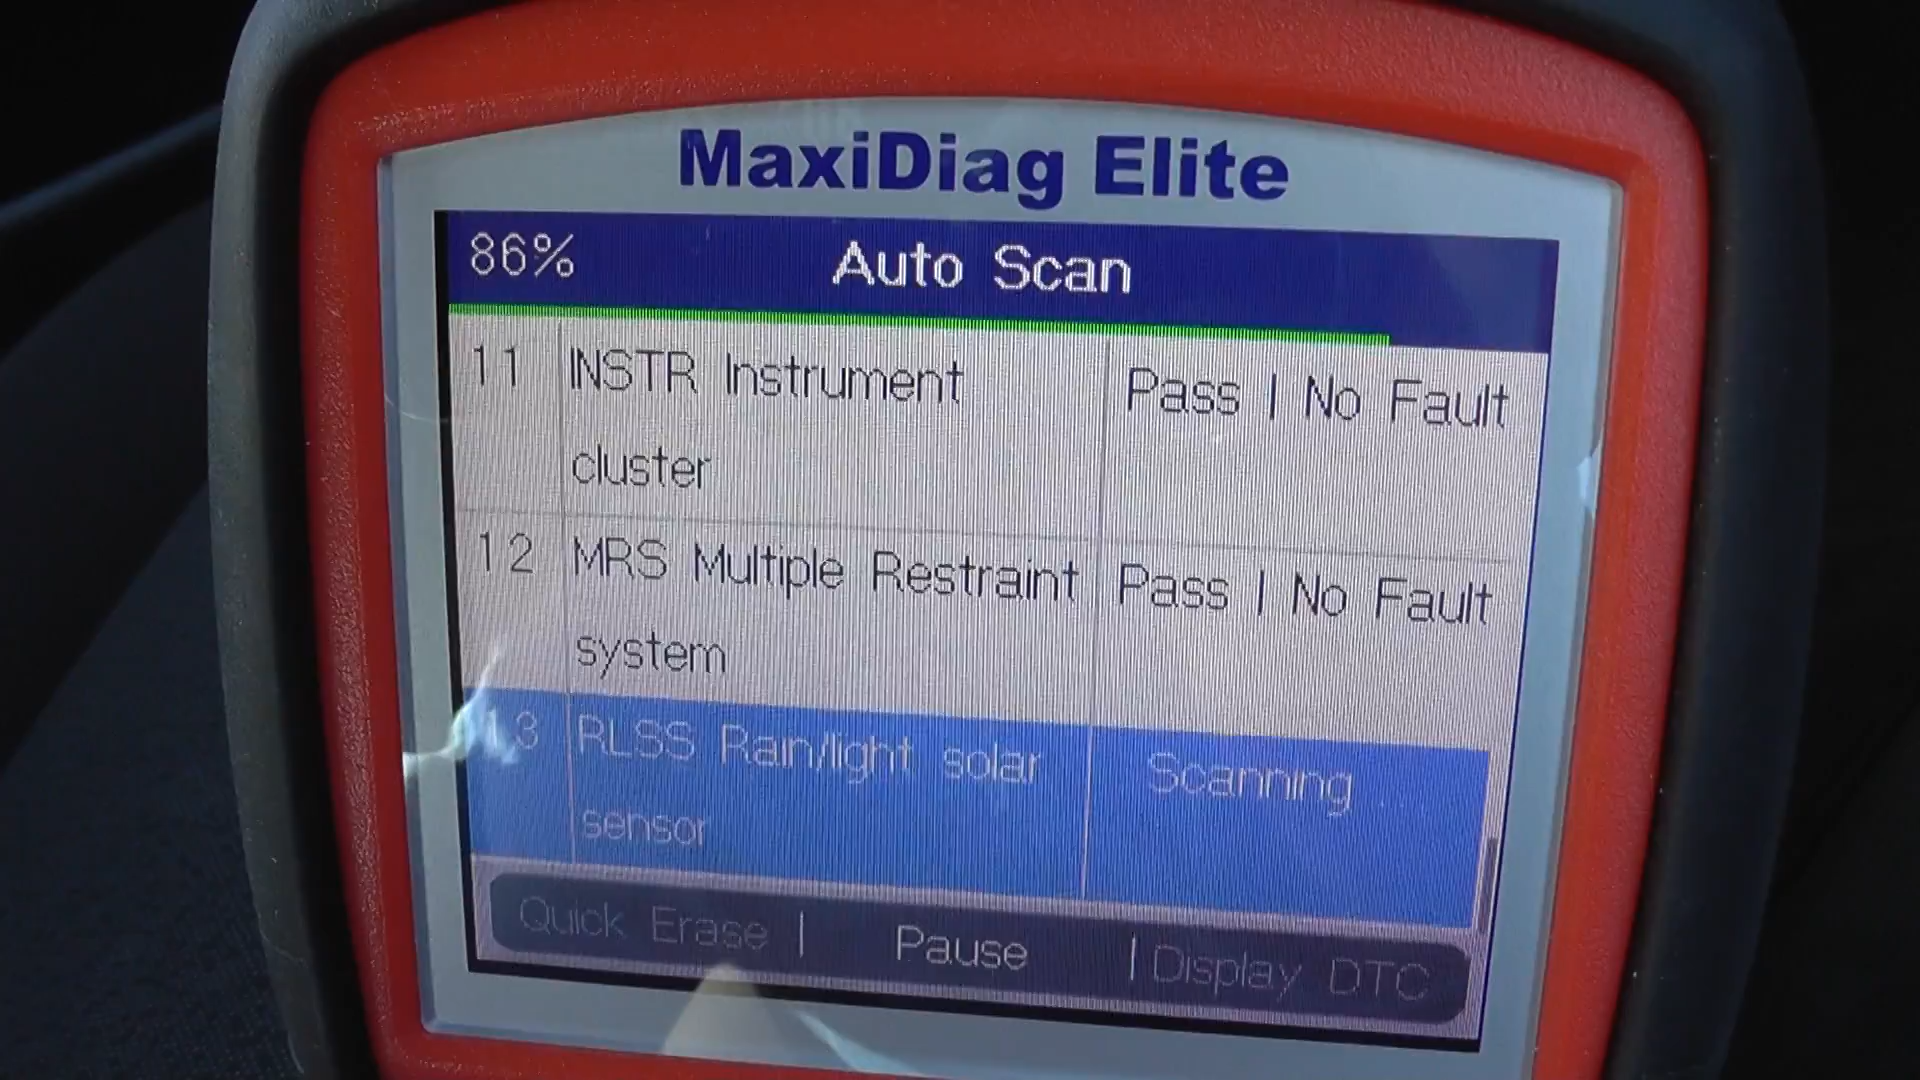 MaxiDiag Elite
86% Auto Scan
11 INSTR Instrument Pass | No Fault
cluster
12 MRS Multiple Restraint Pass | No Fault
system
13 RLSS Rain/light solar Scanning
sensor
Quick Erase | Pause | Display DTC